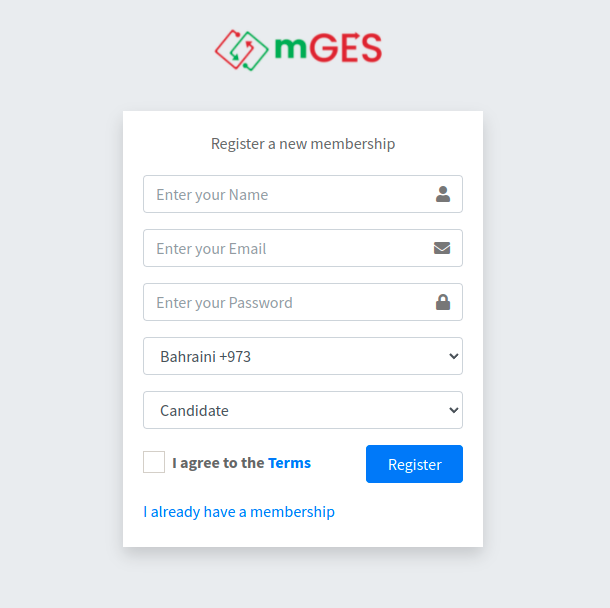 mGES
Register a new membership
Enter your Name
Enter your Email
Enter your Password
Bahraini +973
Candidate
I agree to the Terms
Register
I already have a membership